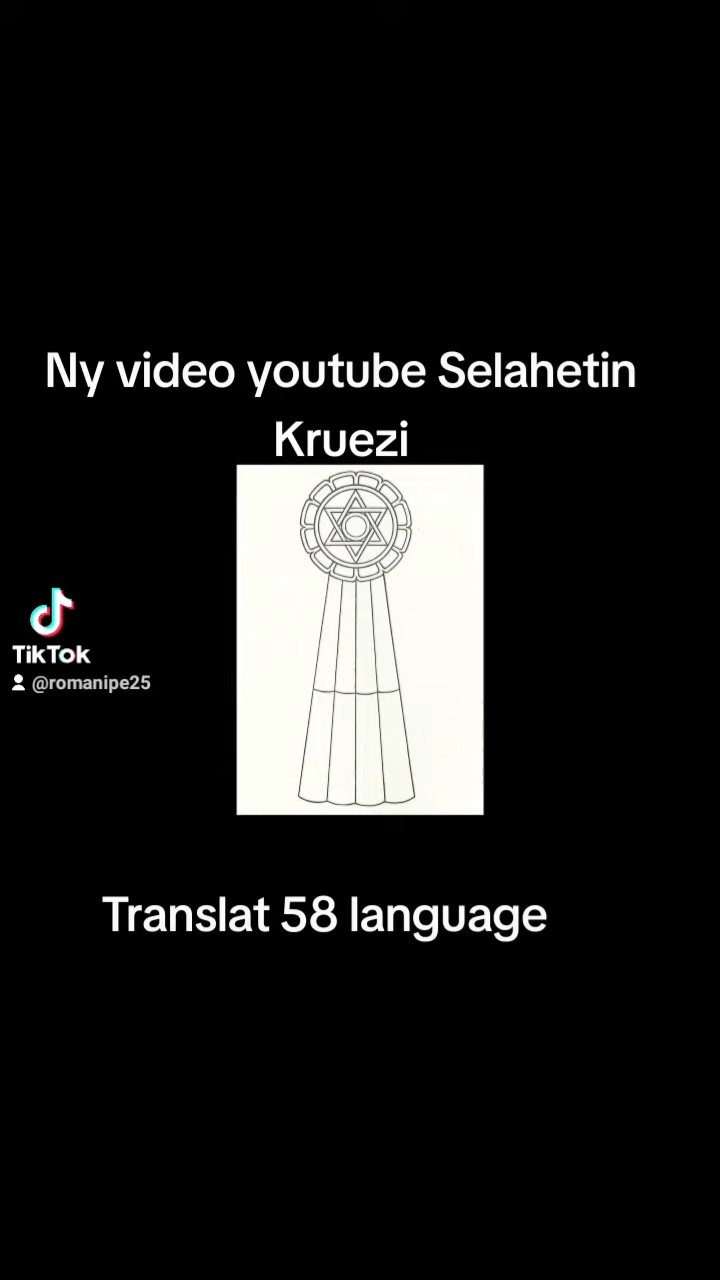 Ny video youtube Selahetin
Kruezi
TikTok
@romanipe25
Translat 58 language